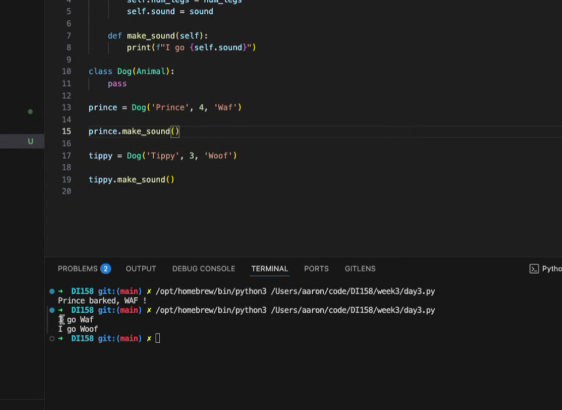 4 self.num_legs = num_legs
5 self.sound = sound
6
7 def make_sound(self):
8 print(f"I go {self.sound}")
9
10 class Dog(Animal):
11 pass
12
13 prince = Dog('Prince', 4, 'Waf')
14
15 prince.make_sound()
16
17 tippy = Dog('Tippy', 3, 'Woof')
18
19 tippy.make_sound()
20
U
PROBLEMS 2 OUTPUT DEBUG CONSOLE TERMINAL PORTS GITLENS Pytho
➜ DI158 git:(main) ✗ /opt/homebrew/bin/python3 /Users/aaron/code/DI158/week3/day3.py
Prince barked, WAF !
➜ DI158 git:(main) ✗ /opt/homebrew/bin/python3 /Users/aaron/code/DI158/week3/day3.py
I go Waf
I go Woof
➜ DI158 git:(main) ✗